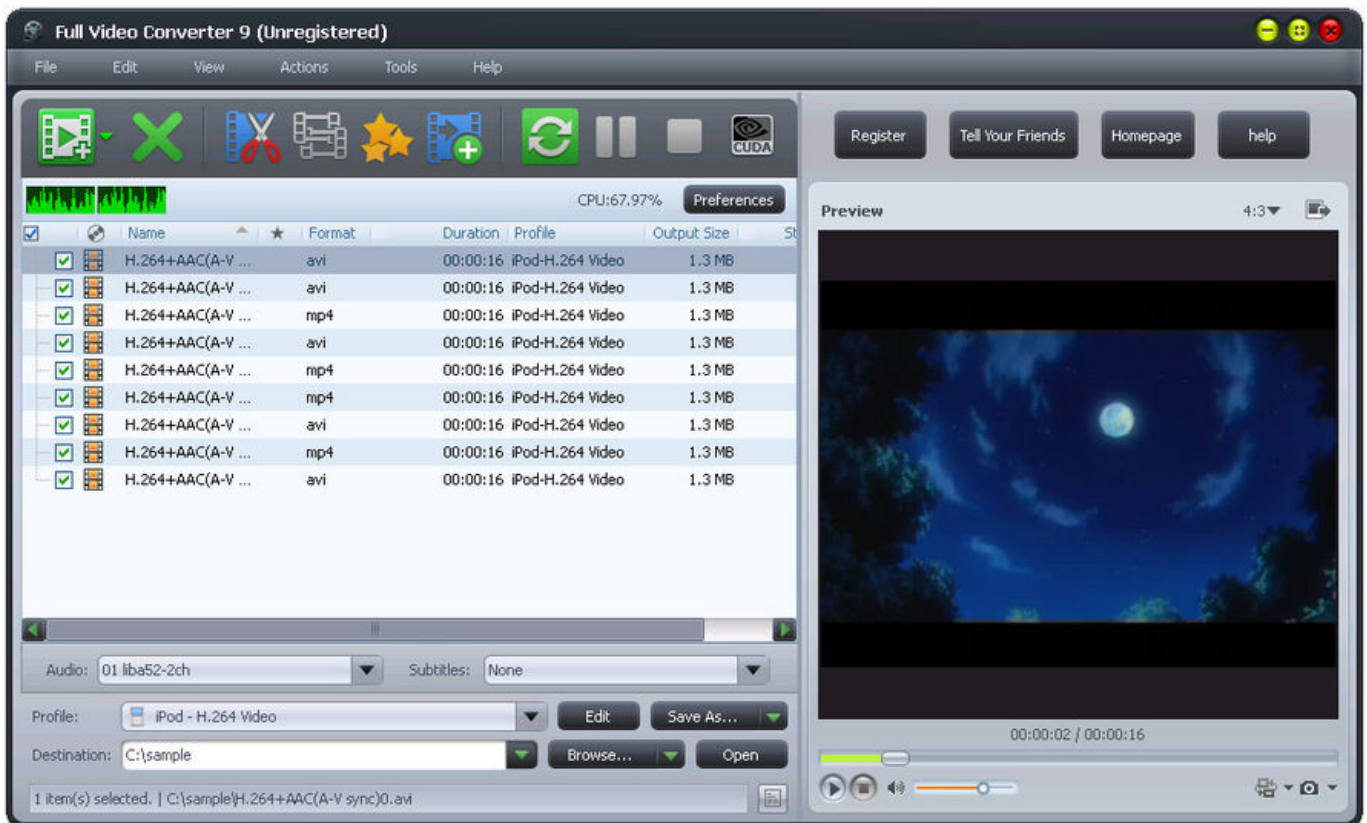 Full Video Converter 9 (Unregistered)
File Edit View Actions Tools Help
CUDA
Register Tell Your Friends Homepage help
CPU:67.97% Preferences
Preview 4:3
Name Format Duration Profile Output Size St
H.264+AAC(A-V ... avi 00:00:16 iPod-H.264 Video 1.3 MB
H.264+AAC(A-V ... avi 00:00:16 iPod-H.264 Video 1.3 MB
H.264+AAC(A-V ... mp4 00:00:16 iPod-H.264 Video 1.3 MB
H.264+AAC(A-V ... avi 00:00:16 iPod-H.264 Video 1.3 MB
H.264+AAC(A-V ... mp4 00:00:16 iPod-H.264 Video 1.3 MB
H.264+AAC(A-V ... mp4 00:00:16 iPod-H.264 Video 1.3 MB
H.264+AAC(A-V ... avi 00:00:16 iPod-H.264 Video 1.3 MB
H.264+AAC(A-V ... mp4 00:00:16 iPod-H.264 Video 1.3 MB
H.264+AAC(A-V ... avi 00:00:16 iPod-H.264 Video 1.3 MB
Audio: 01 liba52-2ch Subtitles: None
Profile: iPod - H.264 Video Edit Save As...
Destination: C:\sample Browse... Open
1 item(s) selected. | C:\sample\H.264+AAC(A-V sync)0.avi
00:00:02 / 00:00:16